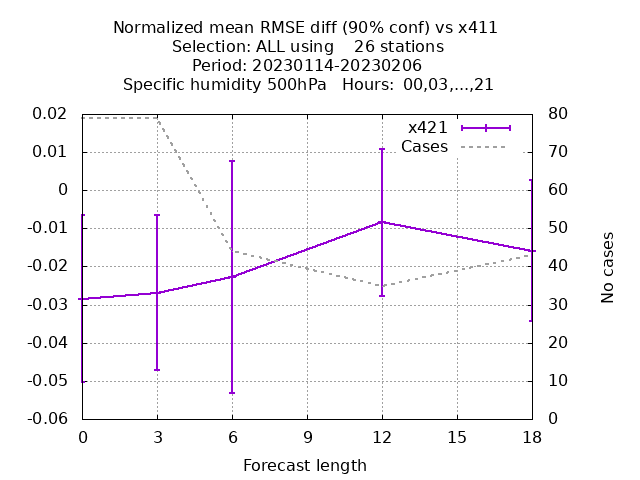 Normalized mean RMSE diff (90% conf) vs x411
Selection: ALL using    26 stations
Period: 20230114-20230206
Specific humidity 500hPa   Hours:  00,03,...,21
0.02
0.01
0
-0.01
-0.02
-0.03
-0.04
-0.05
-0.06
x421
Cases
80
70
60
50
40
30
20
10
0
No cases
0 3 6 9 12 15 18
Forecast length